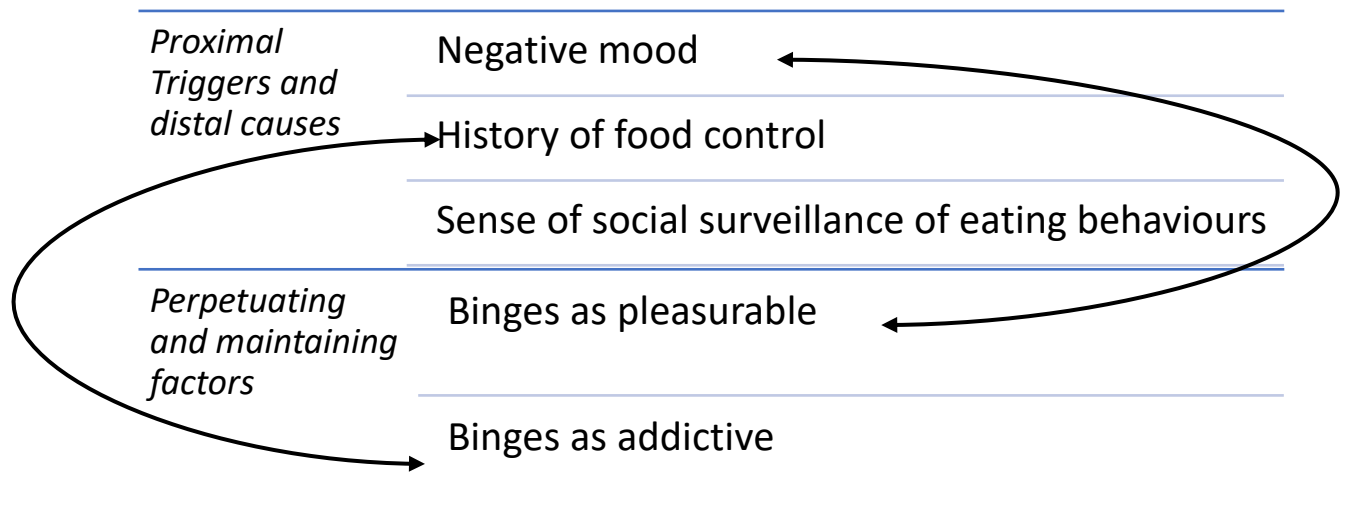 Proximal
Triggers and
distal causes
Negative mood
History of food control
Sense of social surveillance of eating behaviours
Perpetuating
and maintaining
factors
Binges as pleasurable
Binges as addictive